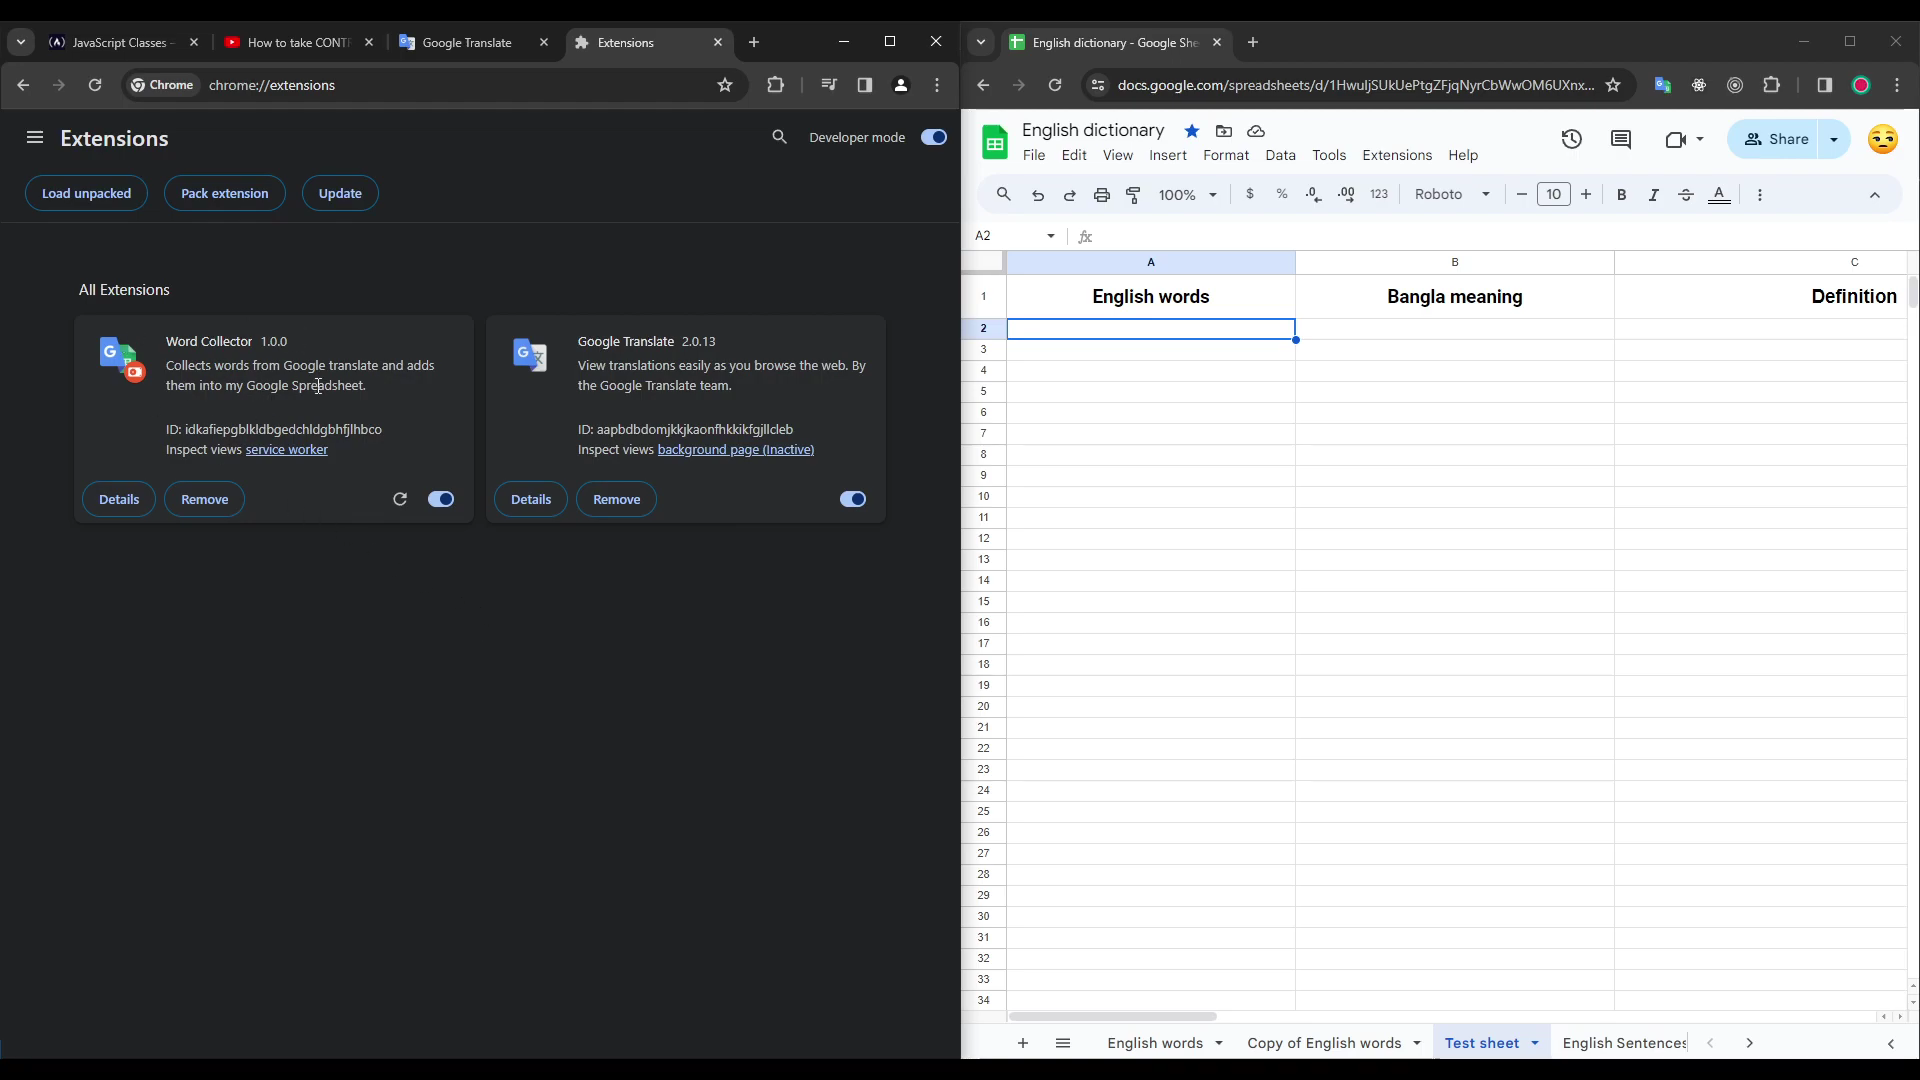 JavaScript Classes -
How to take CONT
Google Translate
Extensions
Chrome
chrome://extensions
Extensions
Developer mode
Load unpacked
Pack extension
Update
All Extensions
Word Collector 1.0.0
Collects words from Google translate and adds
them into my Google Spreadsheet.
ID: idkafiepgblkldbgedchldgbhfjlhbco
Inspect views service worker
Details
Remove
Google Translate 2.0.13
View translations easily as you browse the web. By
the Google Translate team.
ID: aapbdbdomjkkjkaonfhkkikfgjllcleb
Inspect views background page (Inactive)
Details
Remove
English dictionary - Google She
docs.google.com/spreadsheets/d/1HwuljSUkUePtgZFjqNyrCbWwOM6UXnx...
English dictionary
File Edit View Insert Format Data Tools Extensions Help
Share
100% $ % .0 .00 123 Roboto 10 B I S A
A2 fx
A B C
1 English words Bangla meaning Definition
2
3
4
5
6
7
8
9
10
11
12
13
14
15
16
17
18
19
20
21
22
23
24
25
26
27
28
29
30
31
32
33
34
English words Copy of English words Test sheet English Sentences